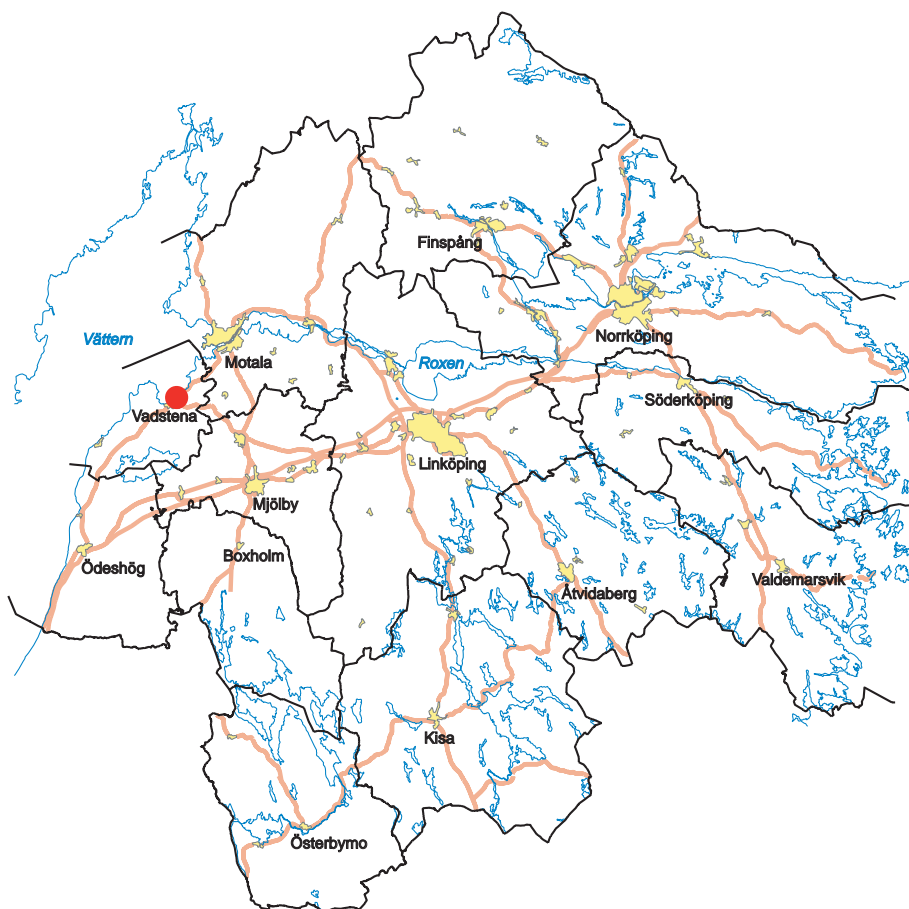 Finspång
Norrköping
Vättern
Motala
Roxen
Söderköping
Vadstena
Linköping
Mjölby
Boxholm
Ödeshög
Valdemarsvik
Åtvidaberg
Kisa
Österbymo